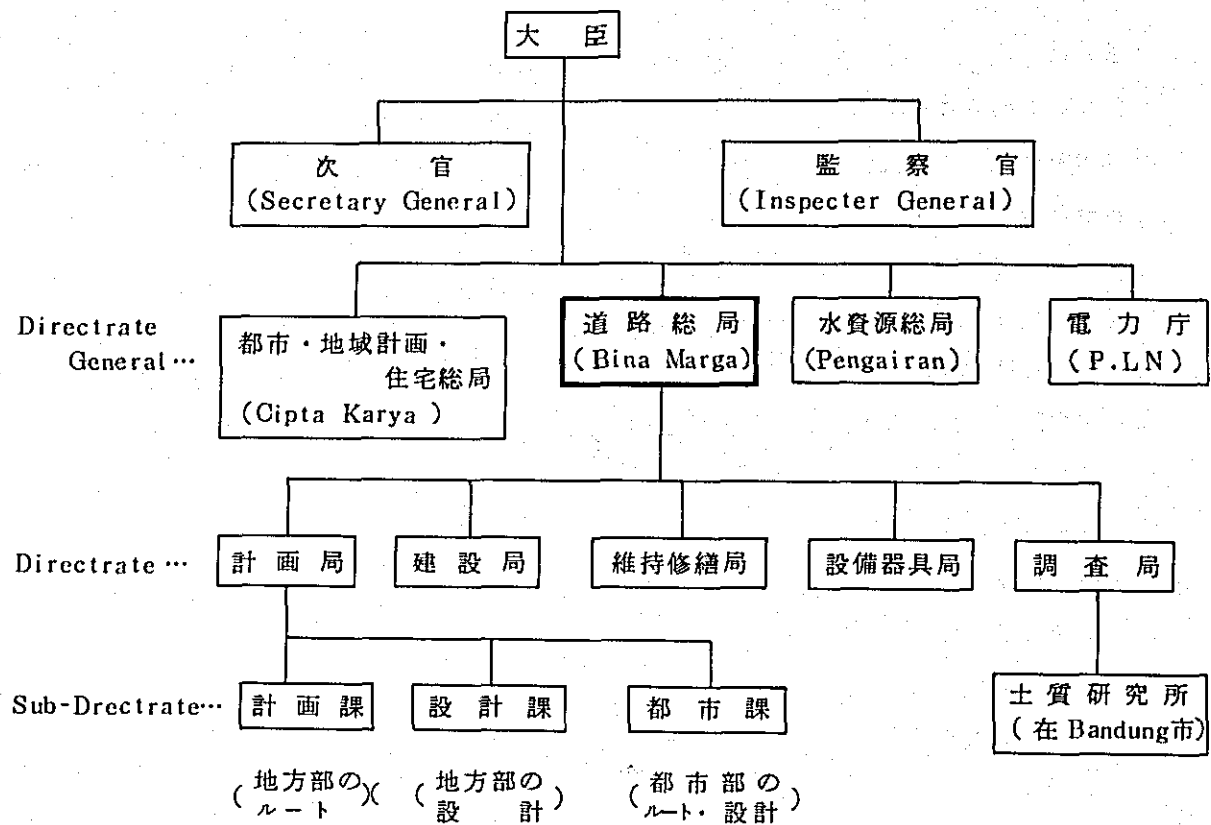 大臣
次官
(Secretary General)
監察官
(Inspecter General)
Directrate
General…
都市・地域計画・
住宅総局
(Cipta Karya)
道路総局
(Bina Marga)
水資源総局
(Pengairan)
電力庁
(P.LN)
Directrate…
計画局
建設局
維持修繕局
設備器具局
調査局
Sub-Drectrate…
計画課
設計課
都市課
土質研究所
(在Bandung市)
(地方部の
ルート)(
(地方部の
設計)
(都市部の
ルート・設計)